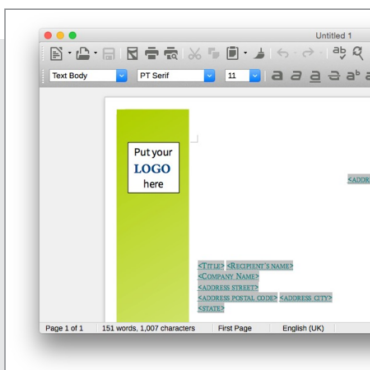 Untitled 1
Text Body PT Serif 11 a a a a ab
Put your
LOGO
here
<TITLE> <RECIPIENT'S NAME>
<COMPANY NAME>
<ADDRESS STREET>
<ADDRESS POSTAL CODE> <ADDRESS CITY>
<STATE>
Page 1 of 1 151 words, 1,007 characters First Page English (UK)